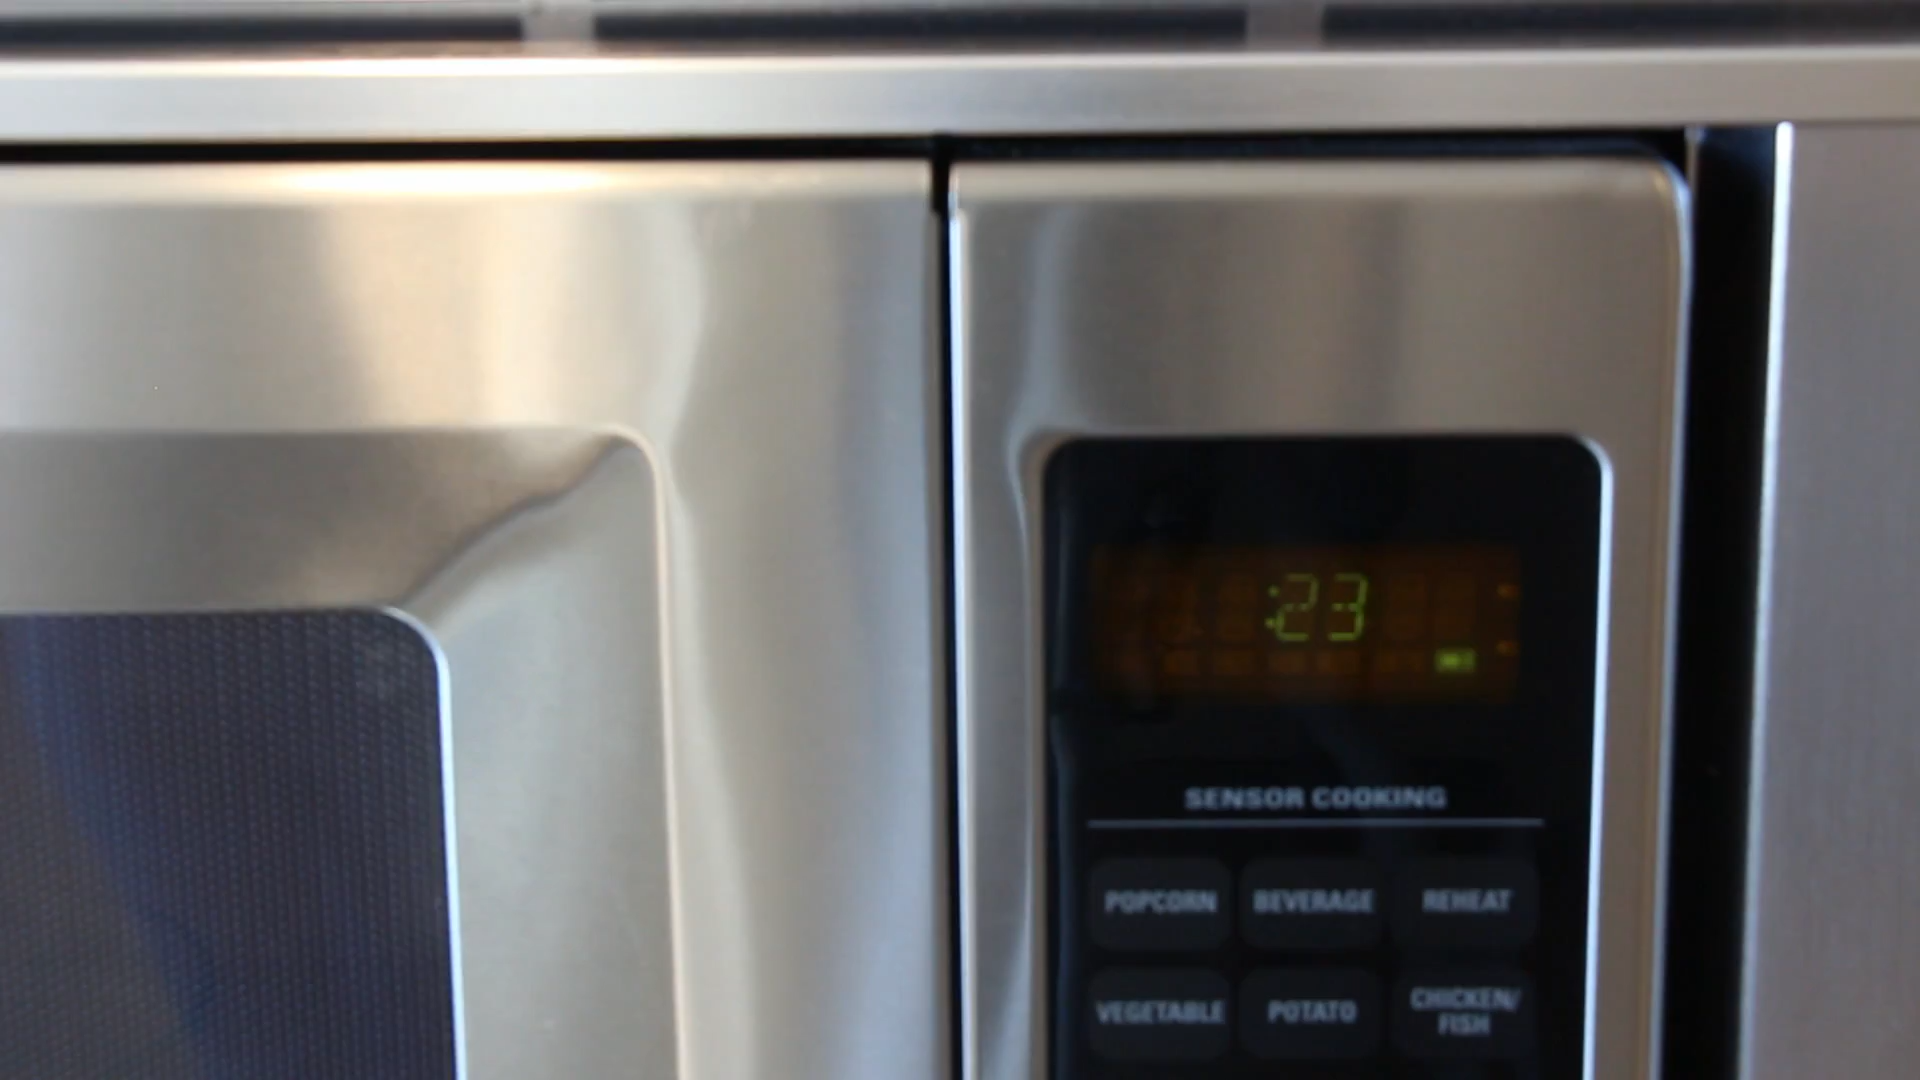 :23
SENSOR COOKING
POPCORN BEVERAGE REHEAT
VEGETABLE POTATO CHICKEN/
FISH